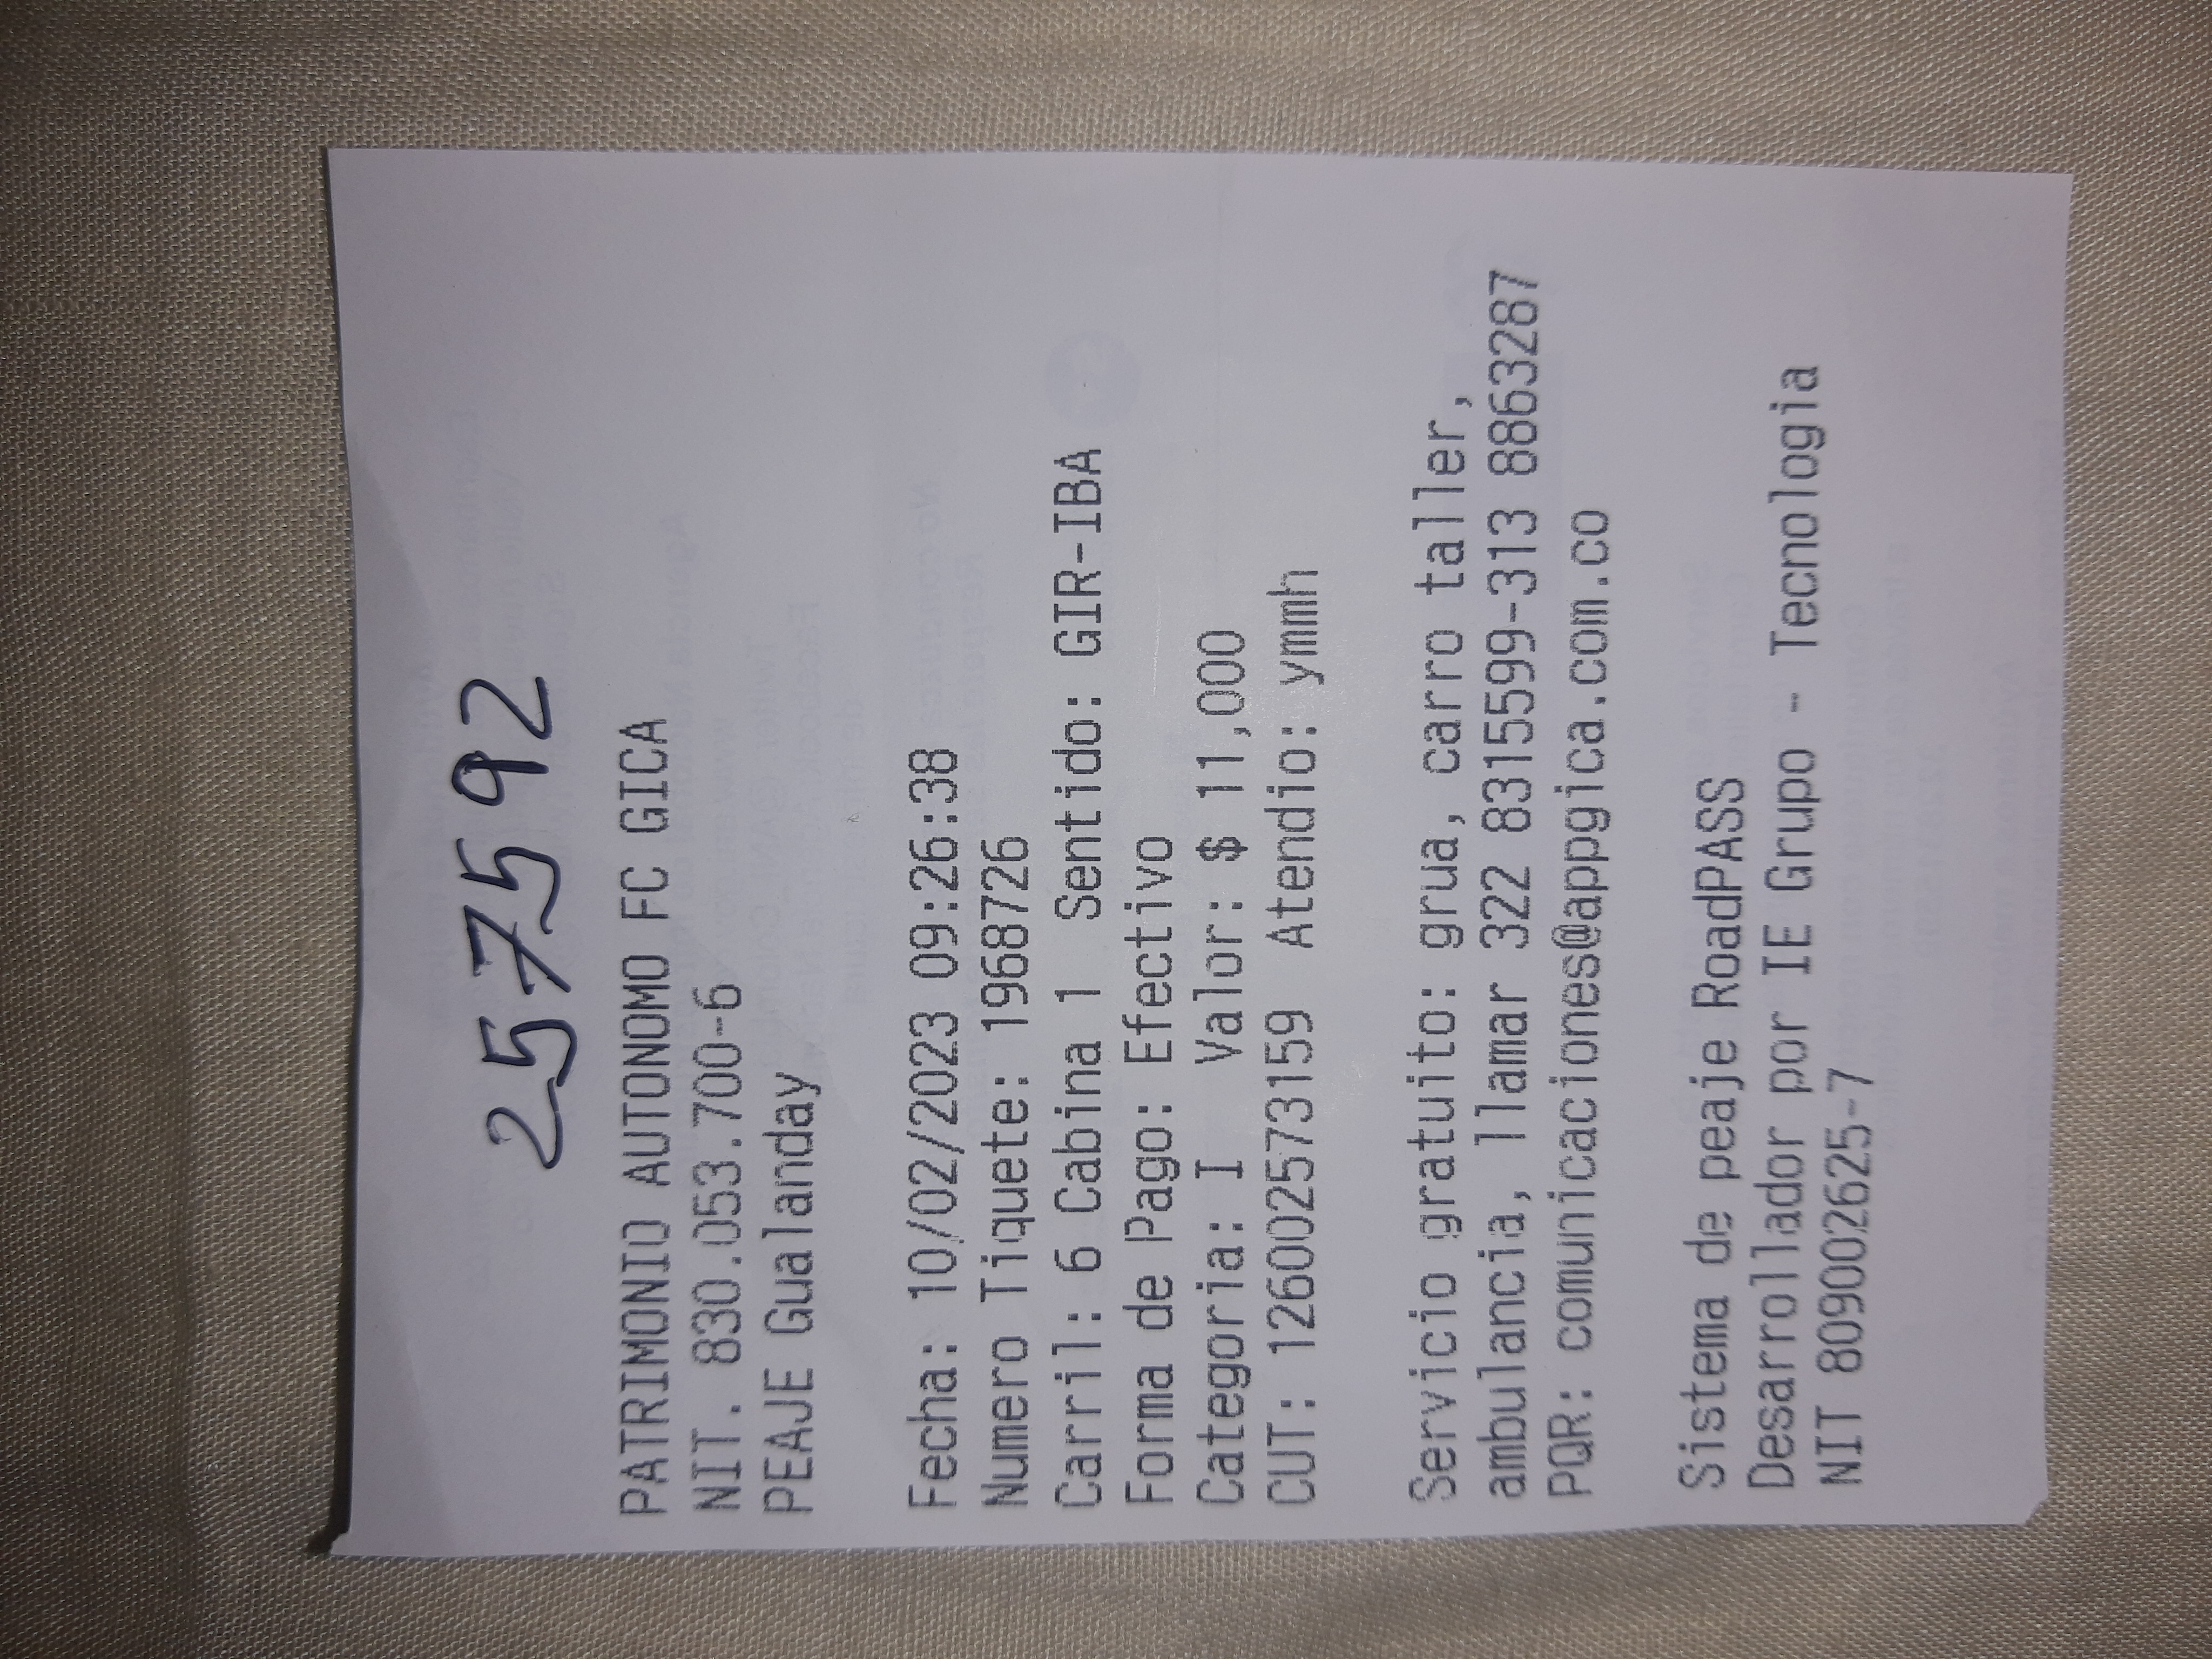 257592
PATRIMONIO AUTONOMO FC GICA
NIT. 830.053.700-6
PEAJE Gualanday
Fecha: 10/02/2023 09:26:38
Numero Tiquete: 1968726
Carril: 6 Cabina 1 Sentido: GIR-IBA
Forma de Pago: Efectivo
Categoria: I Valor: $ 11,000
CUT: 126002573159 Atendio: ymmh
Servicio gratuito: grua, carro taller,
ambulancia, llamar 322 8315599-313 8863287
PQR: comunicaciones@appgica.com.co
Sistema de peaje RoadPASS
Desarrollador por IE Grupo - Tecnologia
NIT 809002625-7